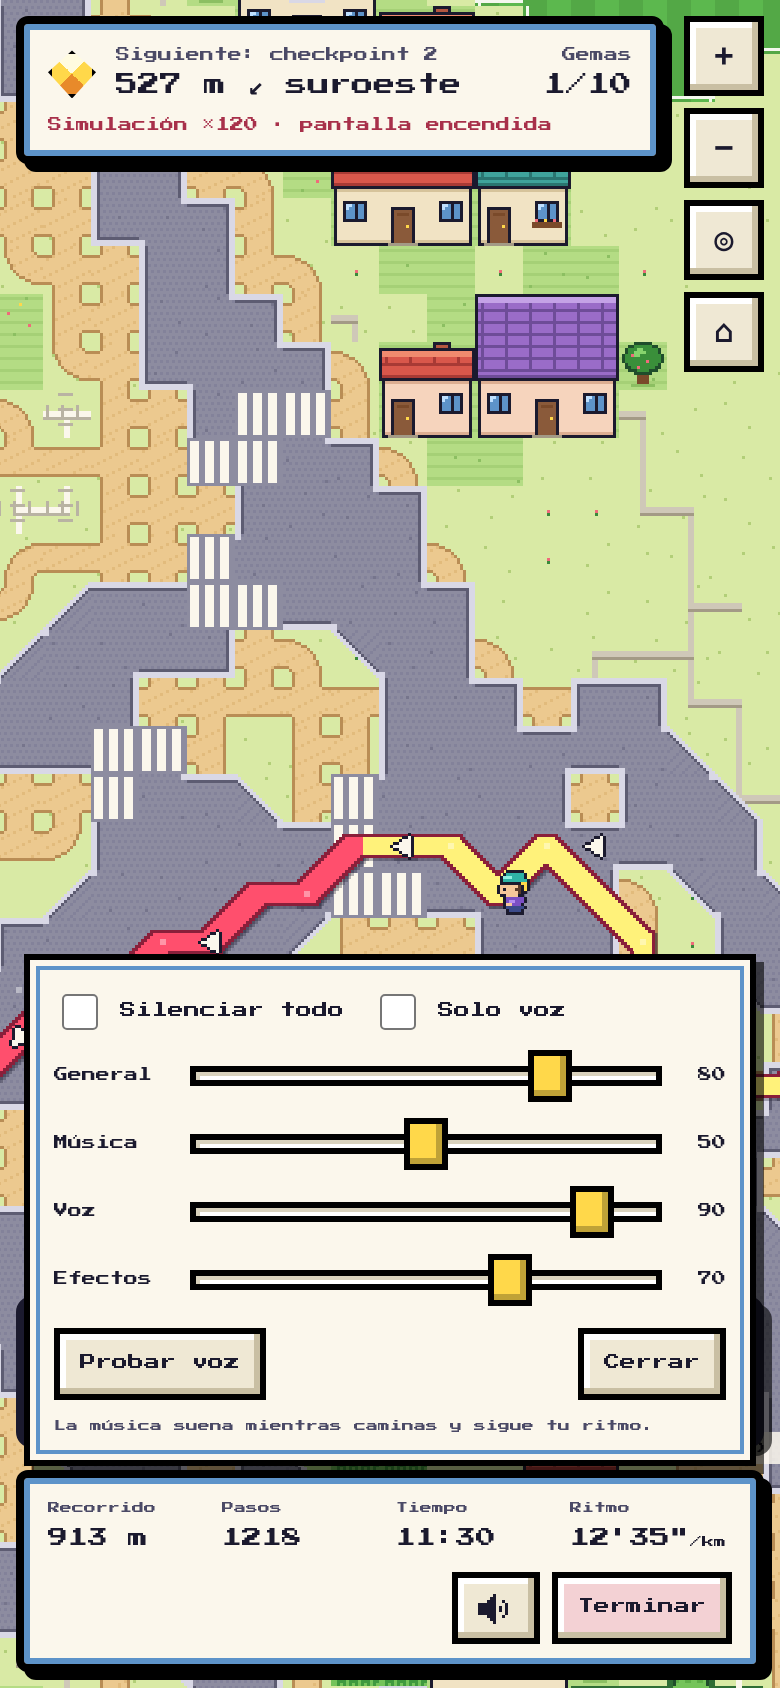 Siguiente: checkpoint 2
Gemas
527 m ↙ suroeste
1/10
Simulación ×120 · pantalla encendida
+
−
◎
⌂
Silenciar todo
Solo voz
General 80
Música 50
Voz 90
Efectos 70
Probar voz
Cerrar
La música suena mientras caminas y sigue tu ritmo.
Recorrido Pasos Tiempo Ritmo
913 m 1218 11:30 12'35"/km
Terminar